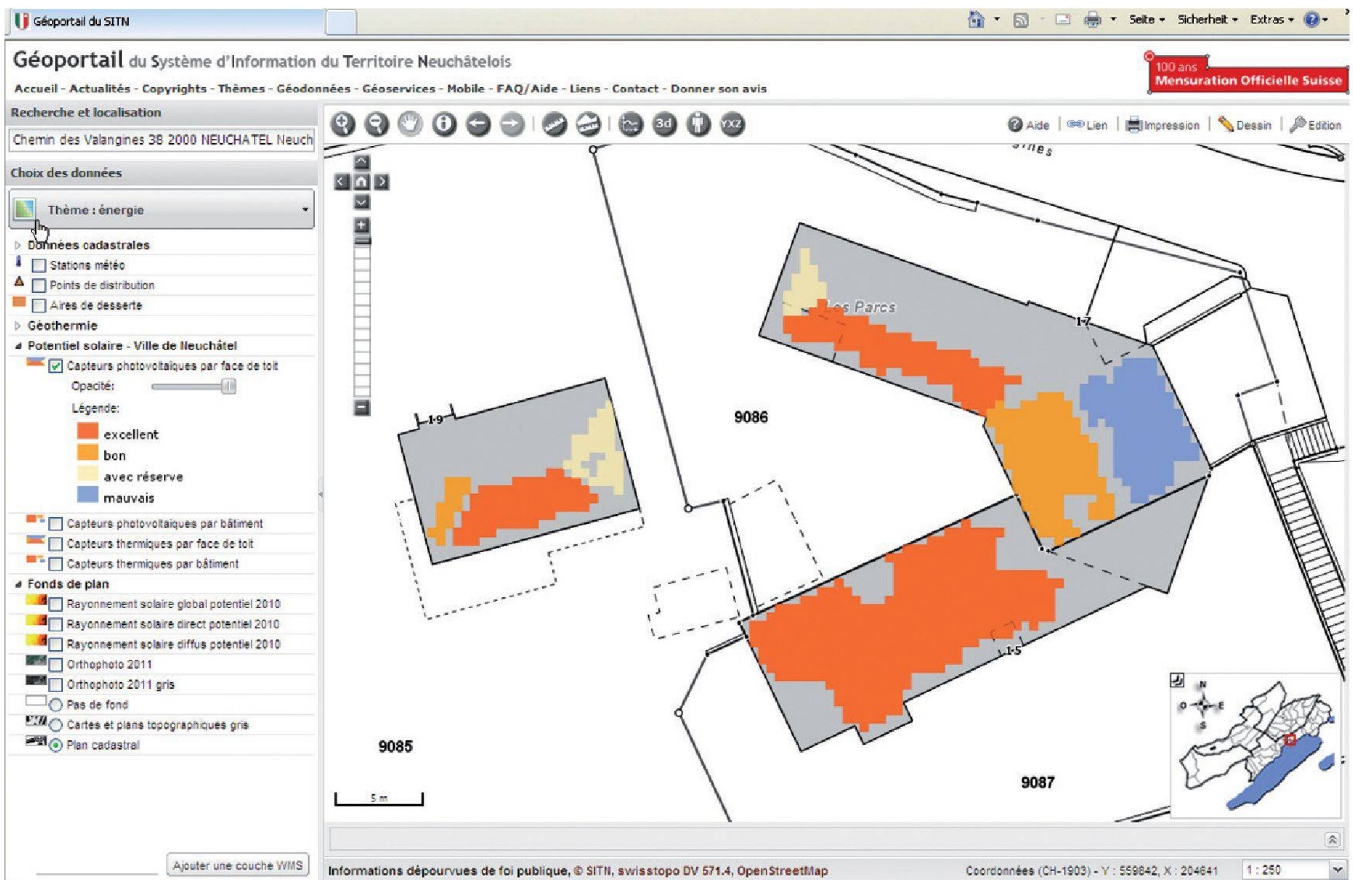 Géoportail du SITN
Seite Sicherheit Extras
Géoportail du Système d'Information du Territoire Neuchâtelois
100 ans
Mensuration Officielle Suisse
Accueil - Actualités - Copyrights - Thèmes - Géodonnées - Géoservices - Mobile - FAQ/Aide - Liens - Contact - Donner son avis
Recherche et localisation
Chemin des Valangines 38 2000 NEUCHATEL Neuch
3d YXZ
Aide Lien Impression Dessin Edition
Choix des données
Thème : énergie
Données cadastrales
Stations météo
Points de distribution
Aires de desserte
Géothermie
Potentiel solaire - Ville de Neuchâtel
Capteurs photovoltaïques par face de toit
Opacité:
Légende:
excellent
bon
avec réserve
mauvais
Capteurs photovoltaïques par bâtiment
Capteurs thermiques par face de toit
Capteurs thermiques par bâtiment
Fonds de plan
Rayonnement solaire global potentiel 2010
Rayonnement solaire direct potentiel 2010
Rayonnement solaire diffus potentiel 2010
Orthophoto 2011
Orthophoto 2011 gris
Pas de fond
Cartes et plans topographiques gris
Plan cadastral
Ajouter une couche WMS
Les Parcs
17
19
9086
15
9085
9087
5 m
N
O E
S
Informations dépourvues de foi publique, © SITN, swisstopo DV 571.4, OpenStreetMap
Coordonnées (CH-1903) - Y : 559842, X : 204641
1 : 250